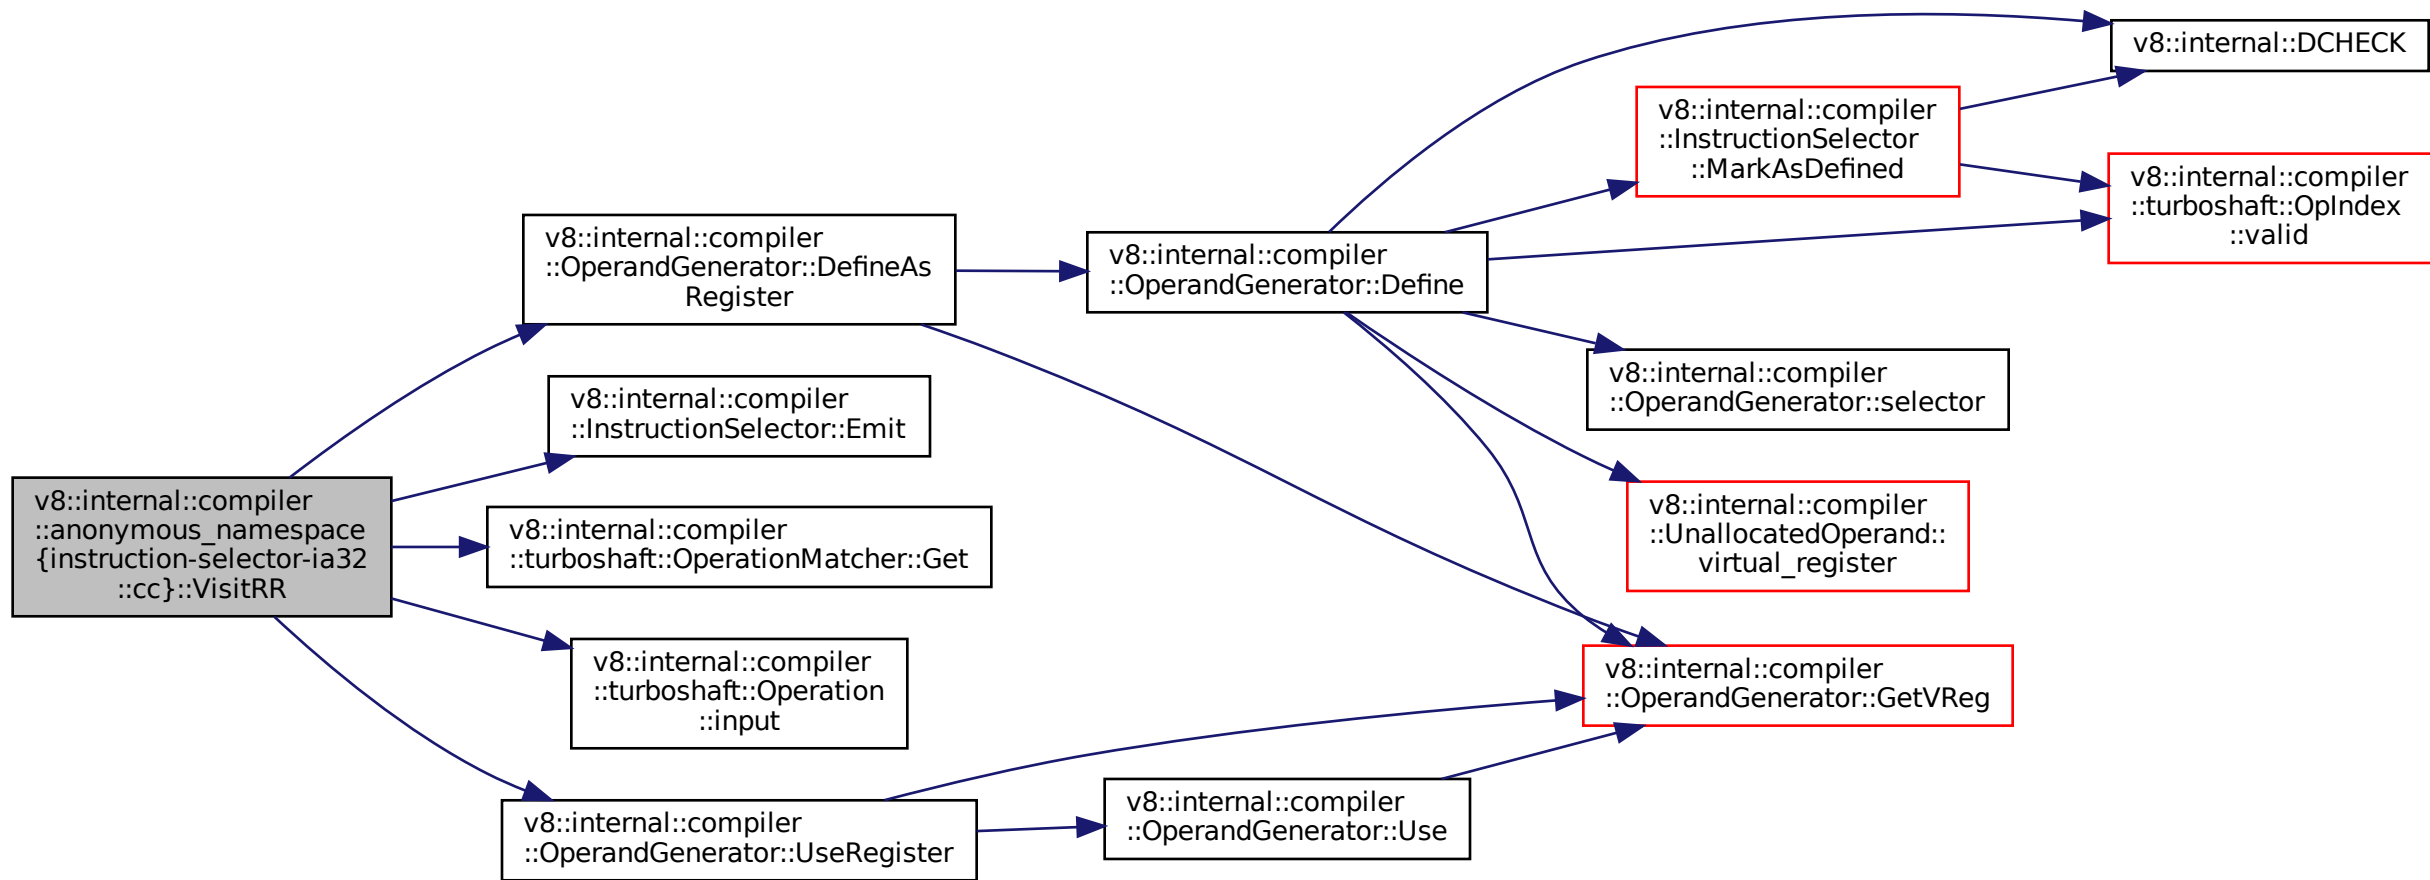 v8::internal::compiler
::anonymous_namespace
{instruction-selector-ia32
::cc}::VisitRR
v8::internal::compiler
::OperandGenerator::DefineAs
Register
v8::internal::compiler
::InstructionSelector::Emit
v8::internal::compiler
::turboshaft::OperationMatcher::Get
v8::internal::compiler
::turboshaft::Operation
::input
v8::internal::compiler
::OperandGenerator::UseRegister
v8::internal::compiler
::OperandGenerator::Define
v8::internal::compiler
::OperandGenerator::Use
v8::internal::compiler
::InstructionSelector
::MarkAsDefined
v8::internal::compiler
::OperandGenerator::selector
v8::internal::compiler
::UnallocatedOperand::
virtual_register
v8::internal::compiler
::OperandGenerator::GetVReg
v8::internal::DCHECK
v8::internal::compiler
::turboshaft::OpIndex
::valid